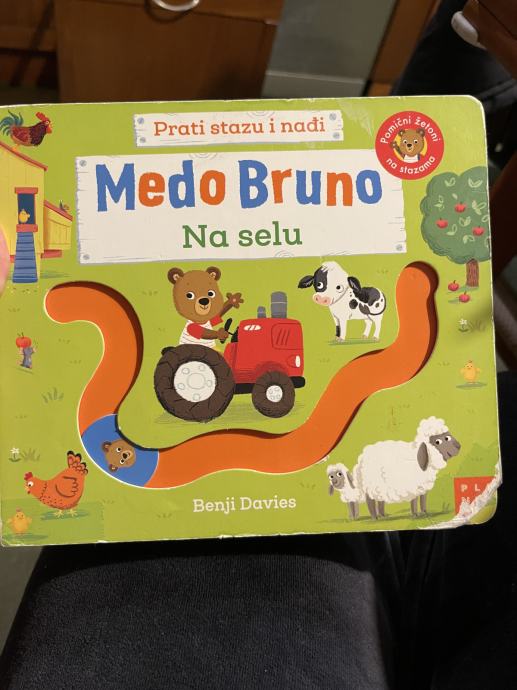 Prati stazu i nađi
Medo Bruno
Na selu
Pomični žetoni
na stazama
Benji Davies